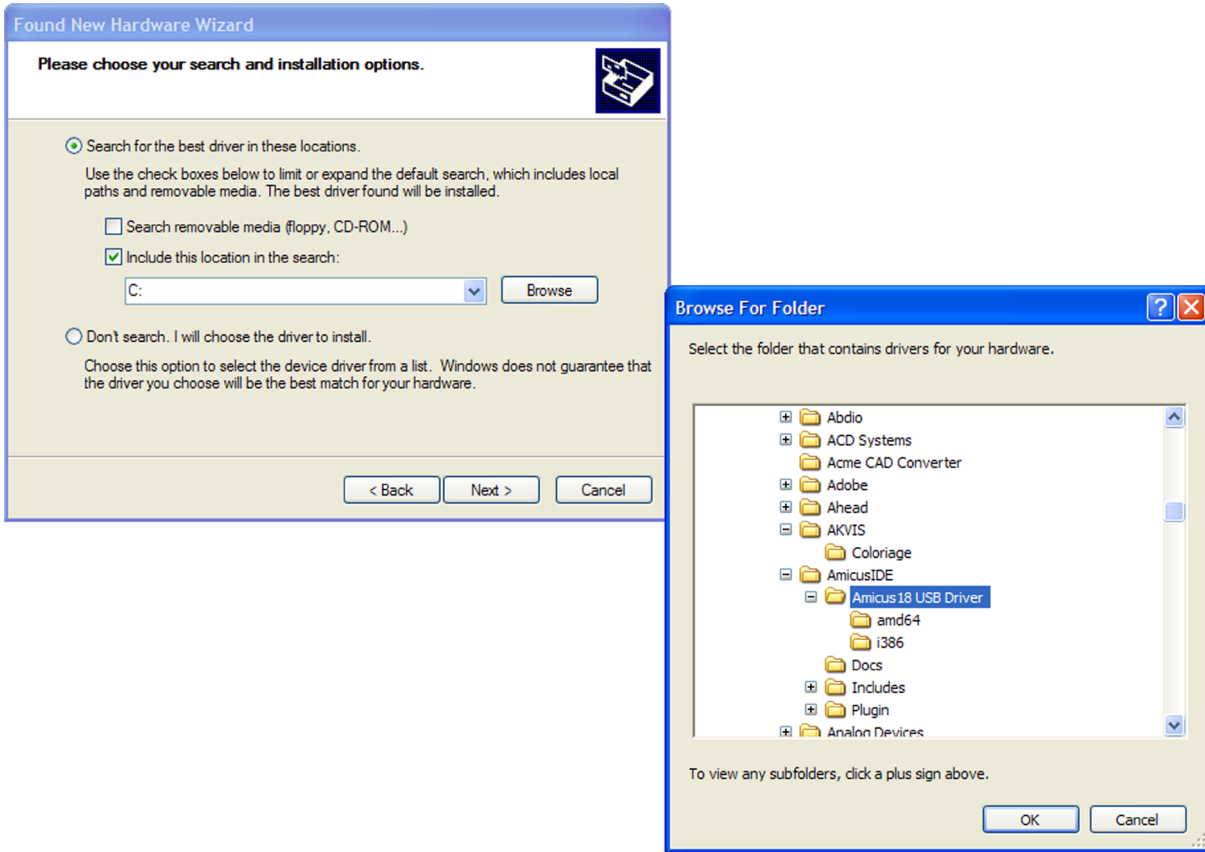 Found New Hardware Wizard
Please choose your search and installation options.
Search for the best driver in these locations.
Use the check boxes below to limit or expand the default search, which includes local
paths and removable media. The best driver found will be installed.
Search removable media (floppy, CD-ROM...)
Include this location in the search:
C:
Browse
Don't search. I will choose the driver to install.
Choose this option to select the device driver from a list. Windows does not guarantee that
the driver you choose will be the best match for your hardware.
< Back
Next >
Cancel
Browse For Folder
Select the folder that contains drivers for your hardware.
Abdio
ACD Systems
Acme CAD Converter
Adobe
Ahead
AKVIS
Coloriage
AmicusIDE
Amicus18 USB Driver
amd64
i386
Docs
Includes
Plugin
Analog Devices
To view any subfolders, click a plus sign above.
OK
Cancel